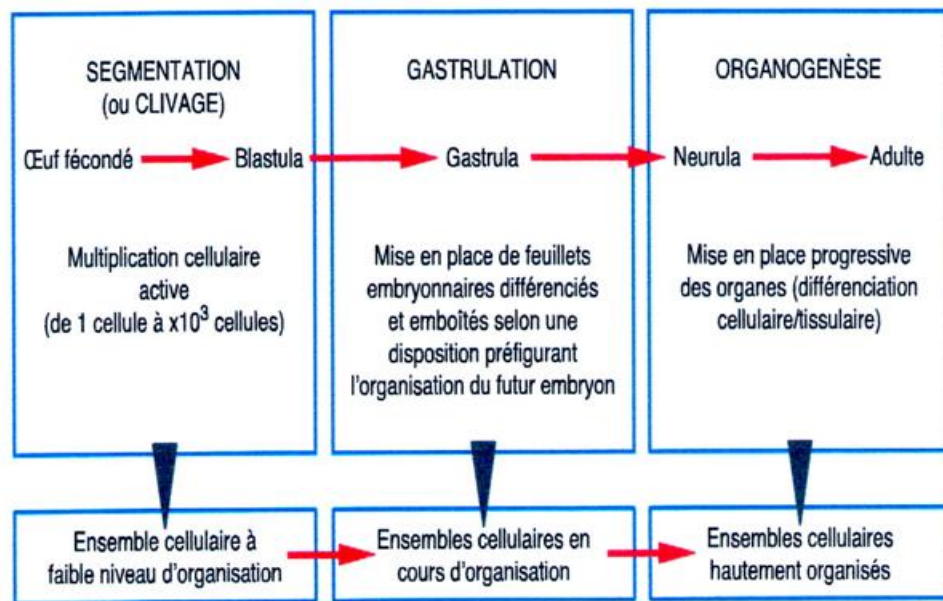 SEGMENTATION
(ou CLIVAGE)
Œuf fécondé
Blastula
Multiplication cellulaire
active
(de 1 cellule à x10³ cellules)
GASTRULATION
Gastrula
Mise en place de feuillets
embryonnaires différenciés
et emboîtés selon une
disposition préfigurant
l'organisation du futur embryon
ORGANOGENÈSE
Neurula
Adulte
Mise en place progressive
des organes (différenciation
cellulaire/tissulaire)
Ensemble cellulaire à
faible niveau d'organisation
Ensembles cellulaires en
cours d'organisation
Ensembles cellulaires
hautement organisés